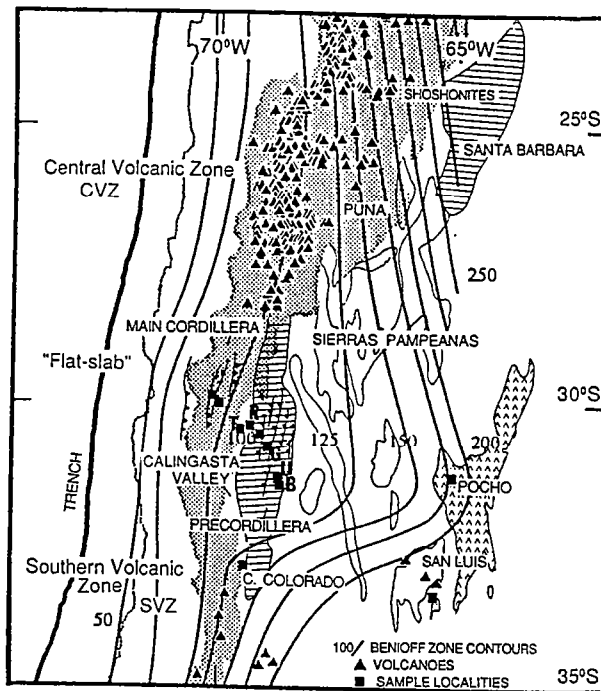 70°W
65°W
SHOSHONITES
25°S
SANTA BARBARA
Central Volcanic Zone
CVZ
PUNA
250
MAIN CORDILLERA
SIERRAS PAMPEANAS
"Flat-slab"
30°S
T
R
100
125
150
200
G
CALINGASTA
VALLEY
U
B
POCHO
TRENCH
PRECORDILLERA
SAN LUIS
Southern Volcanic
Zone
C. COLORADO
SVZ
50
100/ BENIOFF ZONE CONTOURS
VOLCANOES
SAMPLE LOCALITIES
35°S